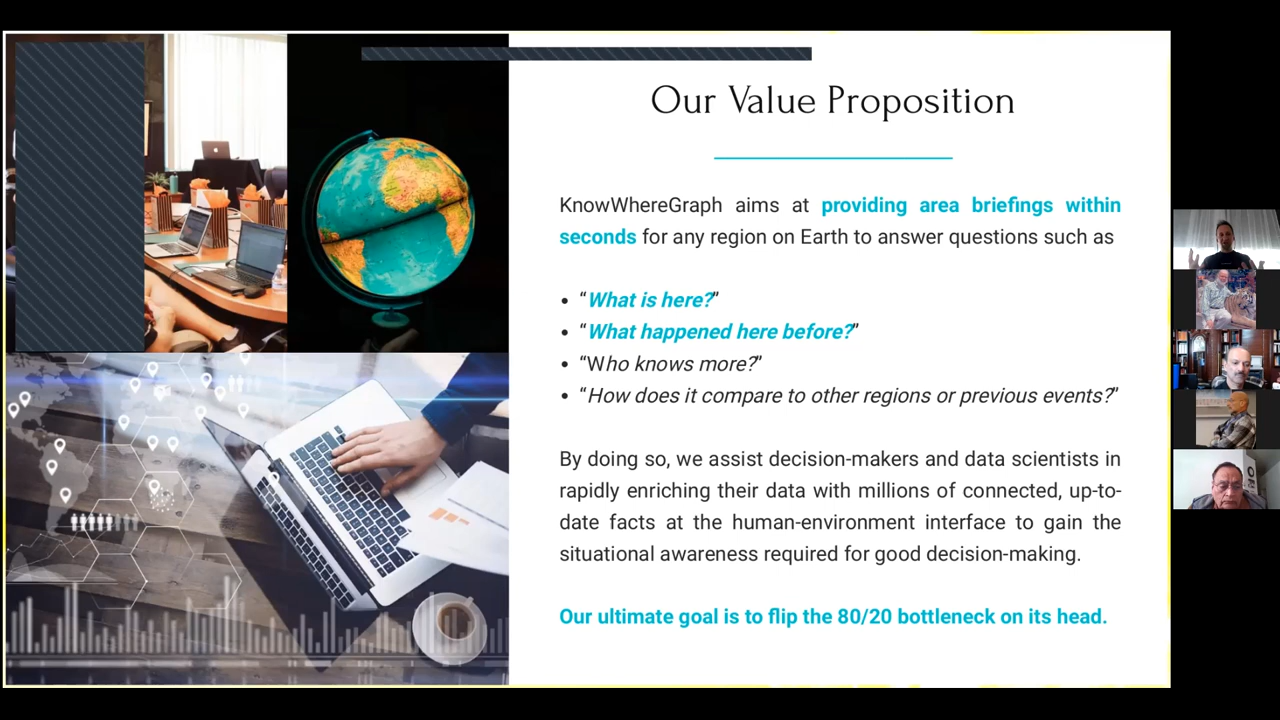 Our Value Proposition
KnowWhereGraph aims at providing area briefings within
seconds for any region on Earth to answer questions such as
• “What is here?”
• “What happened here before?”
• “Who knows more?”
• “How does it compare to other regions or previous events?”
By doing so, we assist decision-makers and data scientists in
rapidly enriching their data with millions of connected, up-to-
date facts at the human-environment interface to gain the
situational awareness required for good decision-making.
Our ultimate goal is to flip the 80/20 bottleneck on its head.